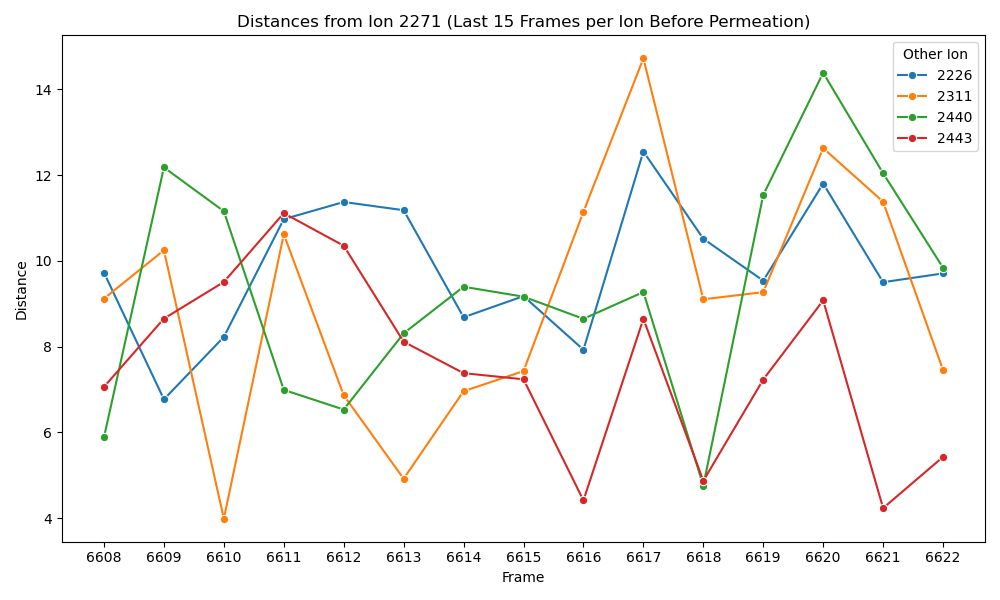 Distances from Ion 2271 (Last 15 Frames per Ion Before Permeation)
Other Ion
2226
2311
2440
2443
Distance
14
12
10
8
6
4
6608 6609 6610 6611 6612 6613 6614 6615 6616 6617 6618 6619 6620 6621 6622
Frame